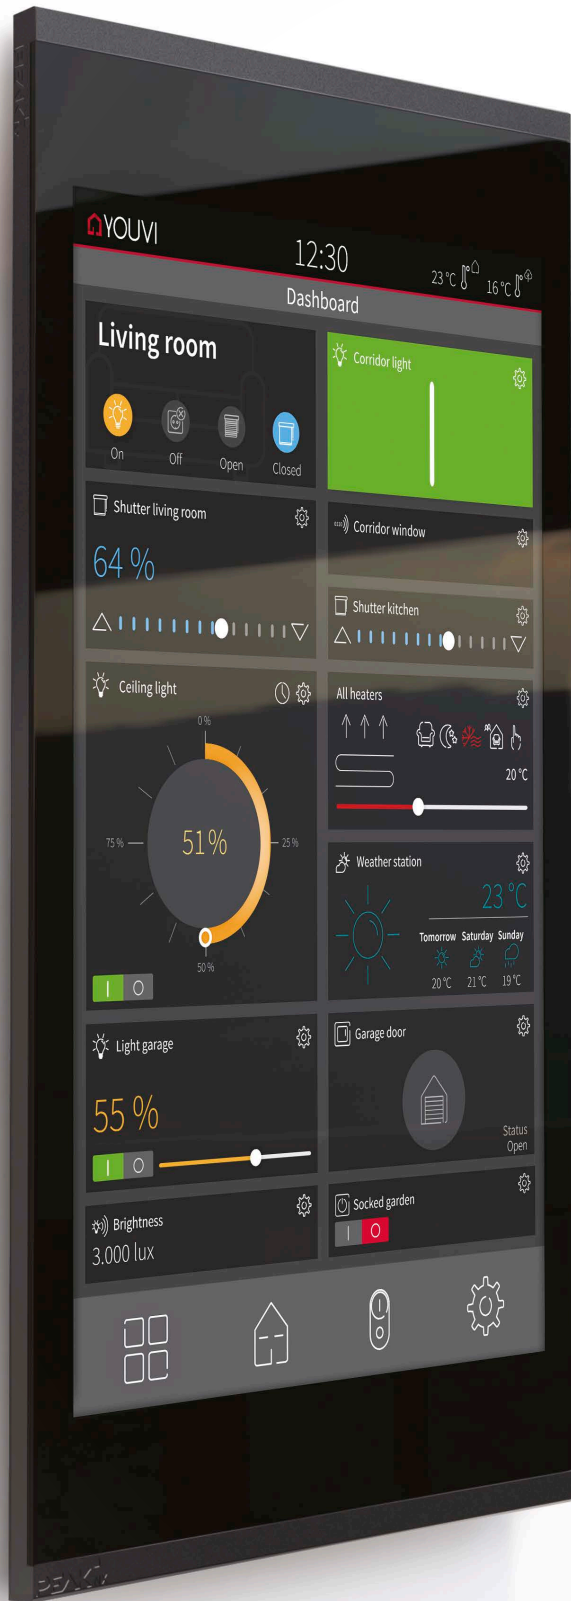 YOUVI
12:30
23 °C 16 °C
Dashboard
Living room
On Off Open Closed
Corridor light
Shutter living room
64 %
Corridor window
Shutter kitchen
Ceiling light
0 %
25 %
50 %
75 %
51 %
All heaters
20 °C
Weather station
23 °C
Tomorrow Saturday Sunday
20 °C 21 °C 19 °C
Light garage
55 %
Garage door
Status
Open
Brightness
3.000 lux
Socked garden
PEAKnx